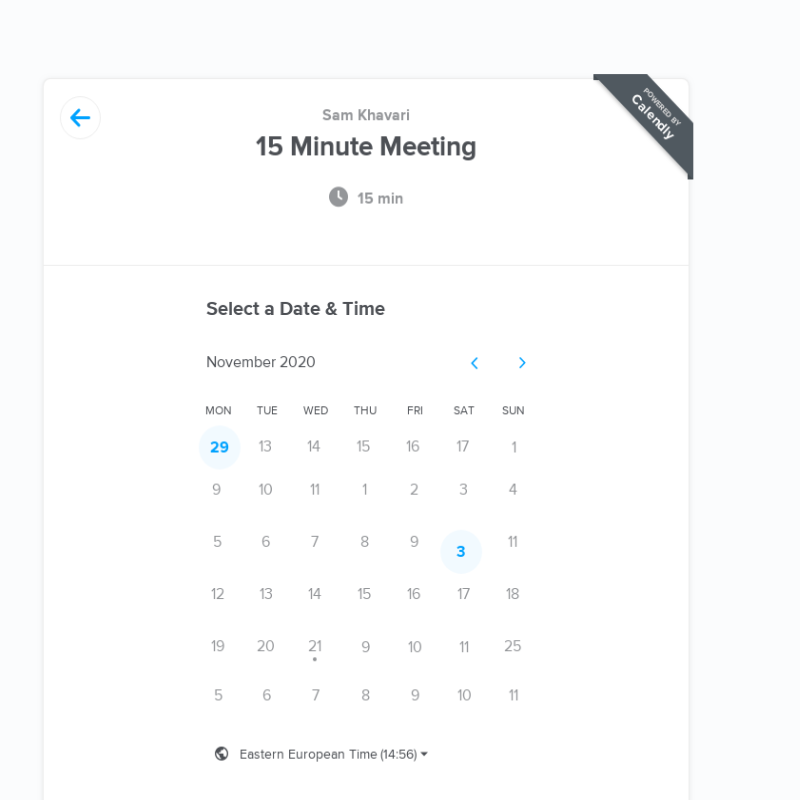 POWERED BY
Calendly
Sam Khavari
15 Minute Meeting
15 min
Select a Date & Time
November 2020
MON TUE WED THU FRI SAT SUN
29 13 14 15 16 17 1
9 10 11 1 2 3 4
5 6 7 8 9 3 11
12 13 14 15 16 17 18
19 20 21 9 10 11 25
5 6 7 8 9 10 11
Eastern European Time (14:56)